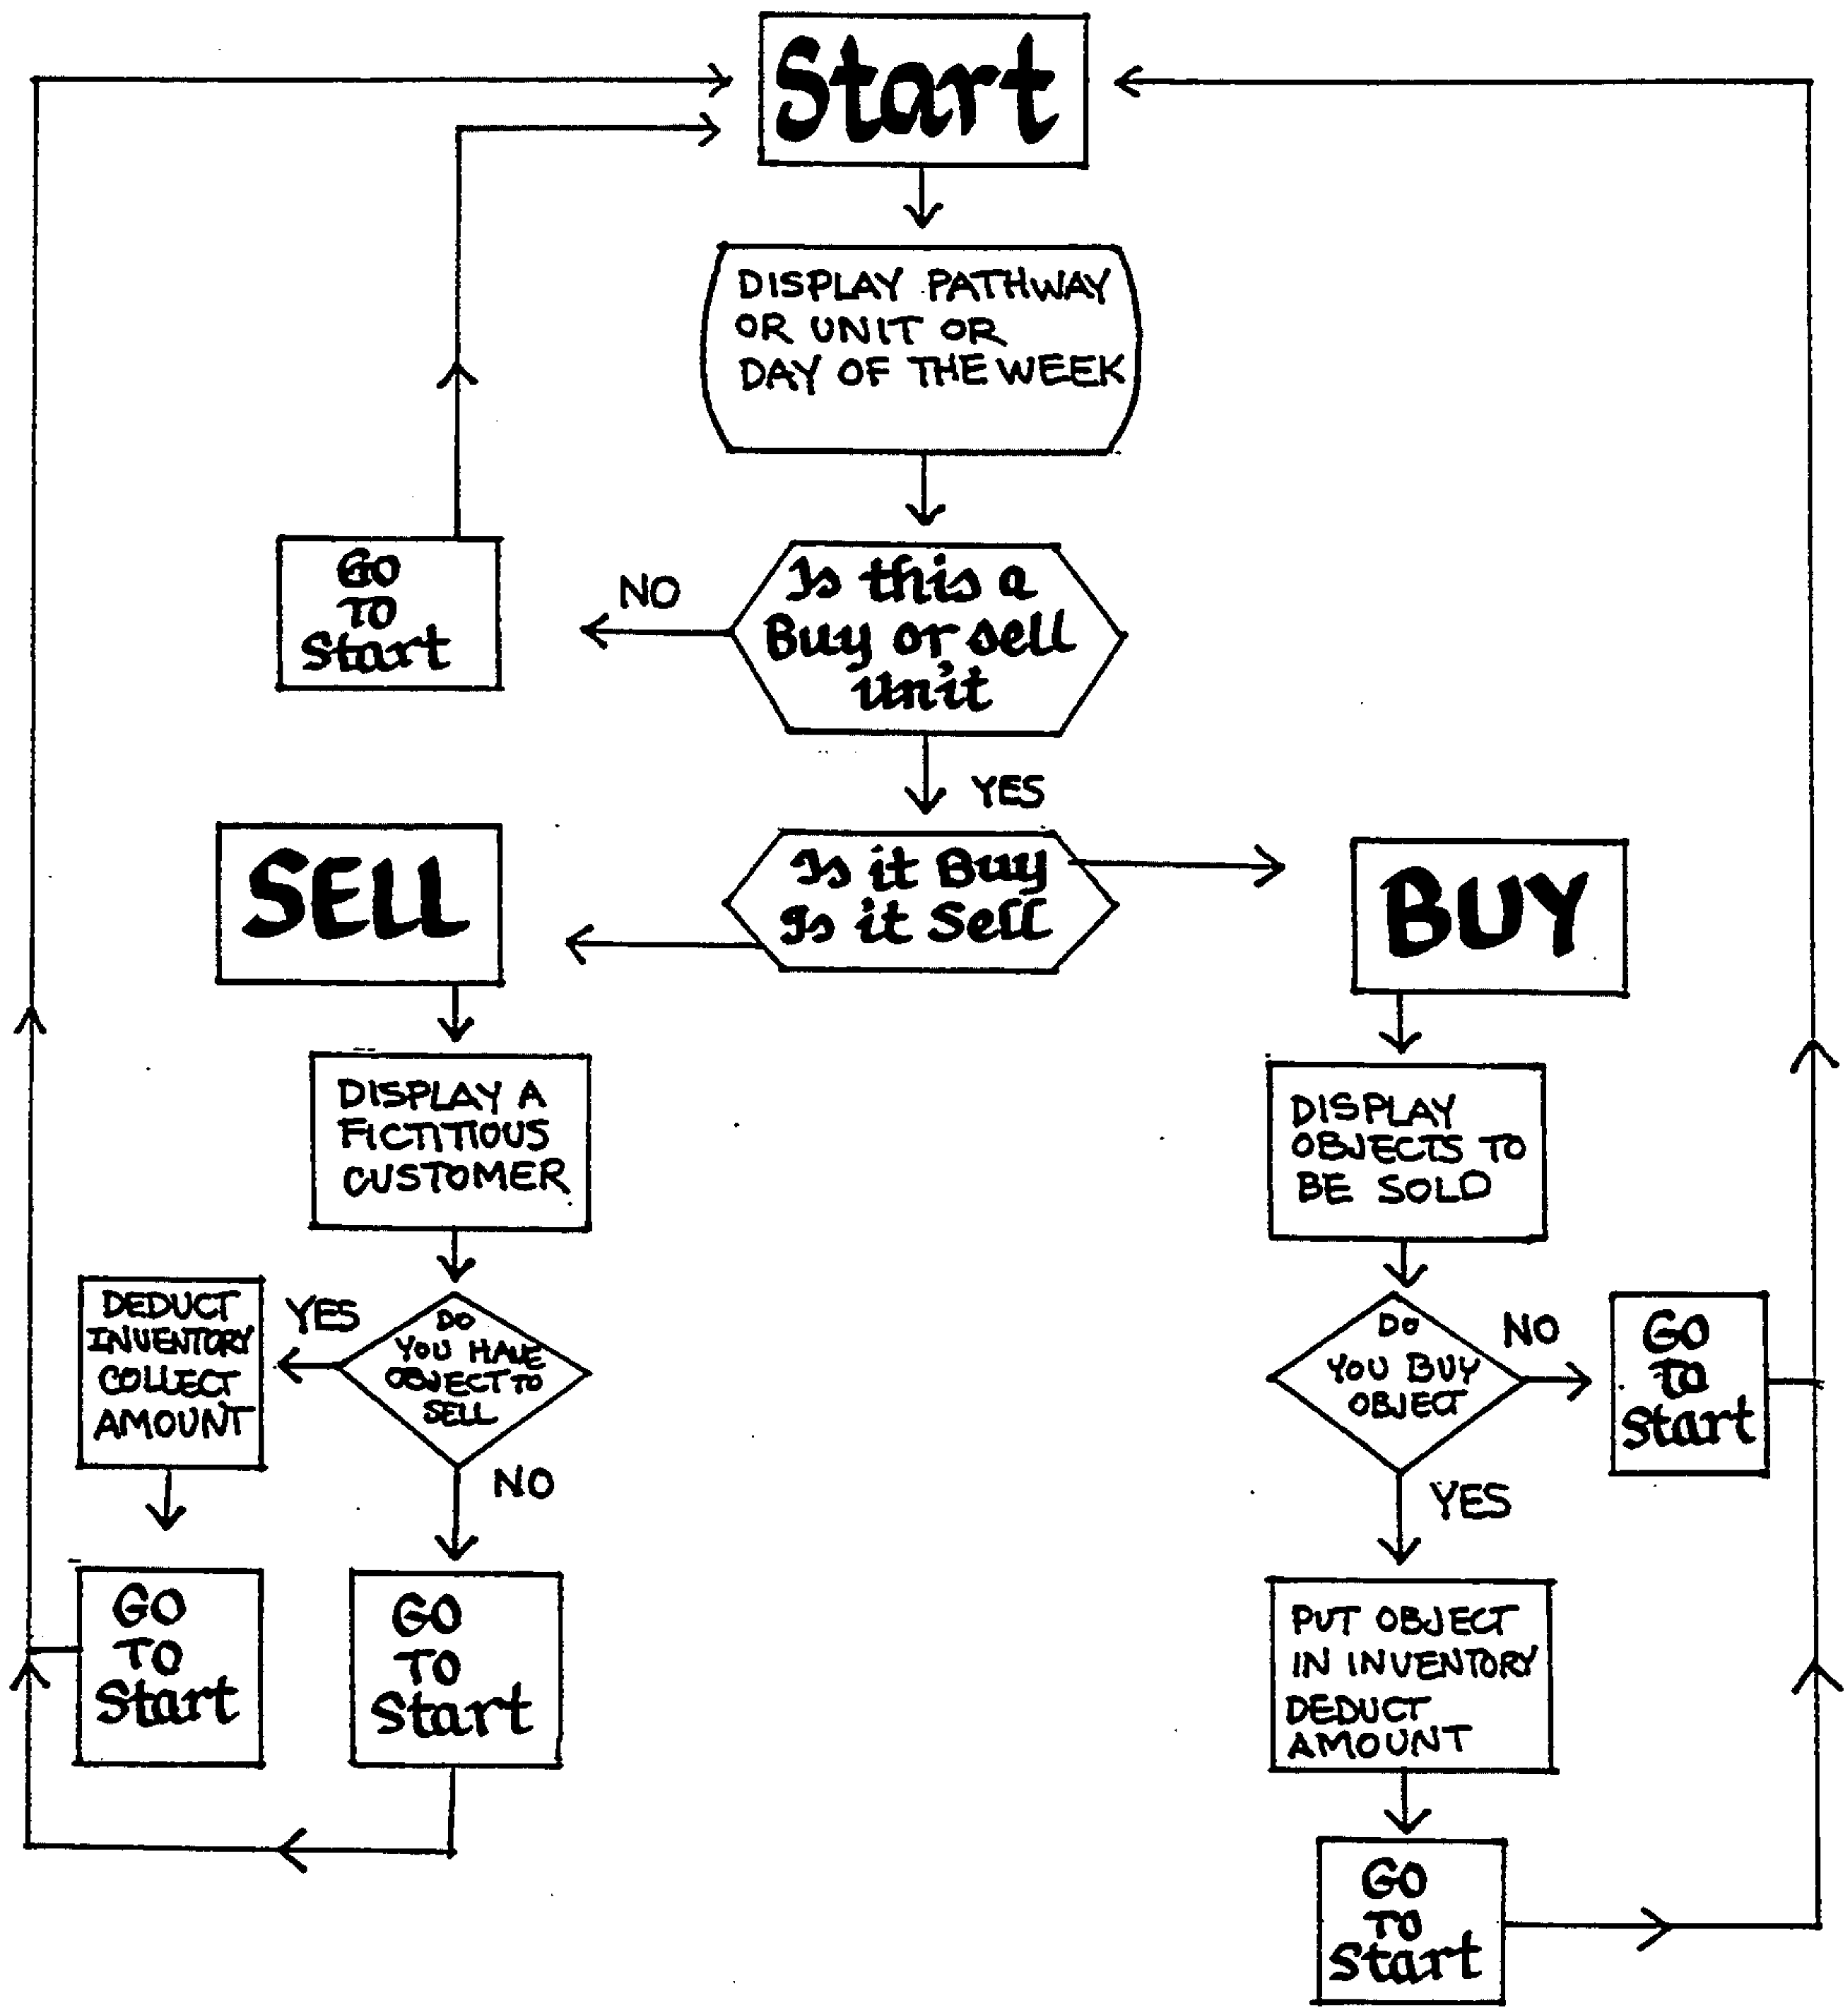 Start
DISPLAY PATHWAY
OR UNIT OR
DAY OF THE WEEK
Go
TO
Start
NO
Is this a
Buy or sell
unit
YES
SELL
Is it Buy
Is it Sell
BUY
DISPLAY A
FICTITIOUS
CUSTOMER
DISPLAY
OBJECTS TO
BE SOLD
DEDUCT
INVENTORY
COLLECT
AMOUNT
YES
DO
YOU HAVE
OBJECT TO
SELL
NO
DO
YOU BUY
OBJECT
NO
GO
TO
Start
YES
GO
TO
Start
GO
TO
Start
PUT OBJECT
IN INVENTORY
DEDUCT
AMOUNT
GO
TO
Start